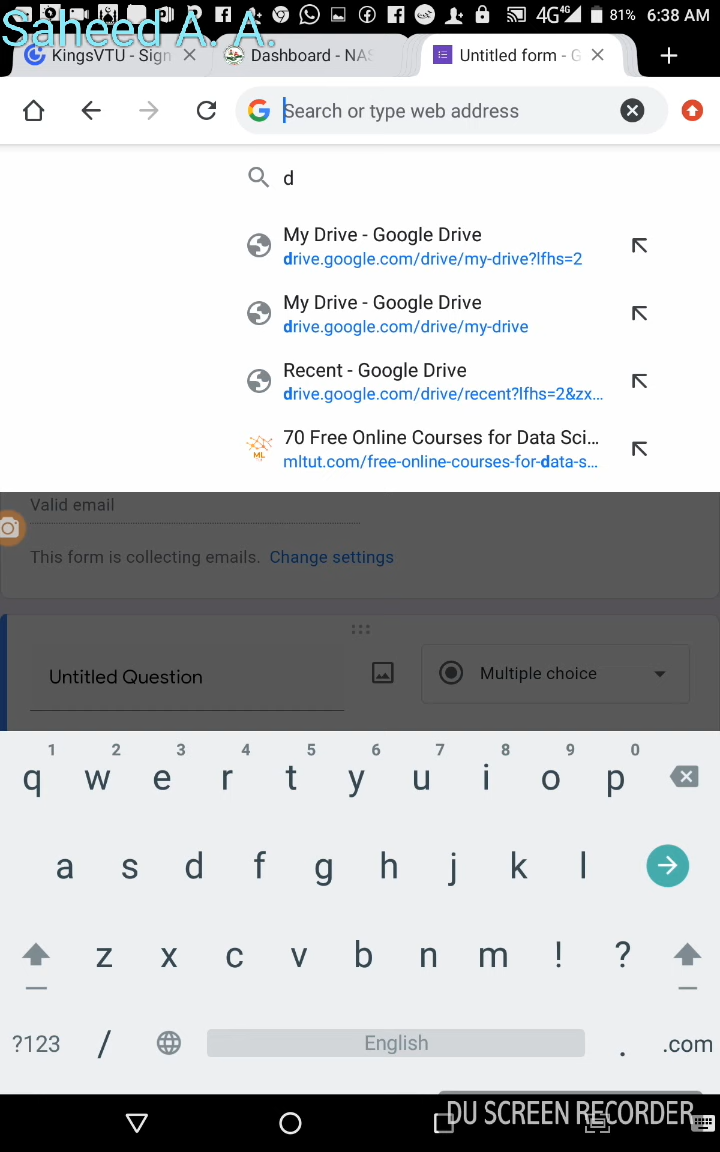 Saheed A. A.
4G 81% 6:38 AM
KingsVTU - Sign
Dashboard - NAS
Untitled form - G
Search or type web address
d
My Drive - Google Drive
drive.google.com/drive/my-drive?lfhs=2
My Drive - Google Drive
drive.google.com/drive/my-drive
Recent - Google Drive
drive.google.com/drive/recent?lfhs=2&zx...
70 Free Online Courses for Data Sci...
mltut.com/free-online-courses-for-data-s...
Valid email
This form is collecting emails. Change settings
Untitled Question
Multiple choice
1 2 3 4 5 6 7 8 9 0
q w e r t y u i o p
a s d f g h j k l
z x c v b n m ! ?
?123 / English . .com
DU SCREEN RECORDER